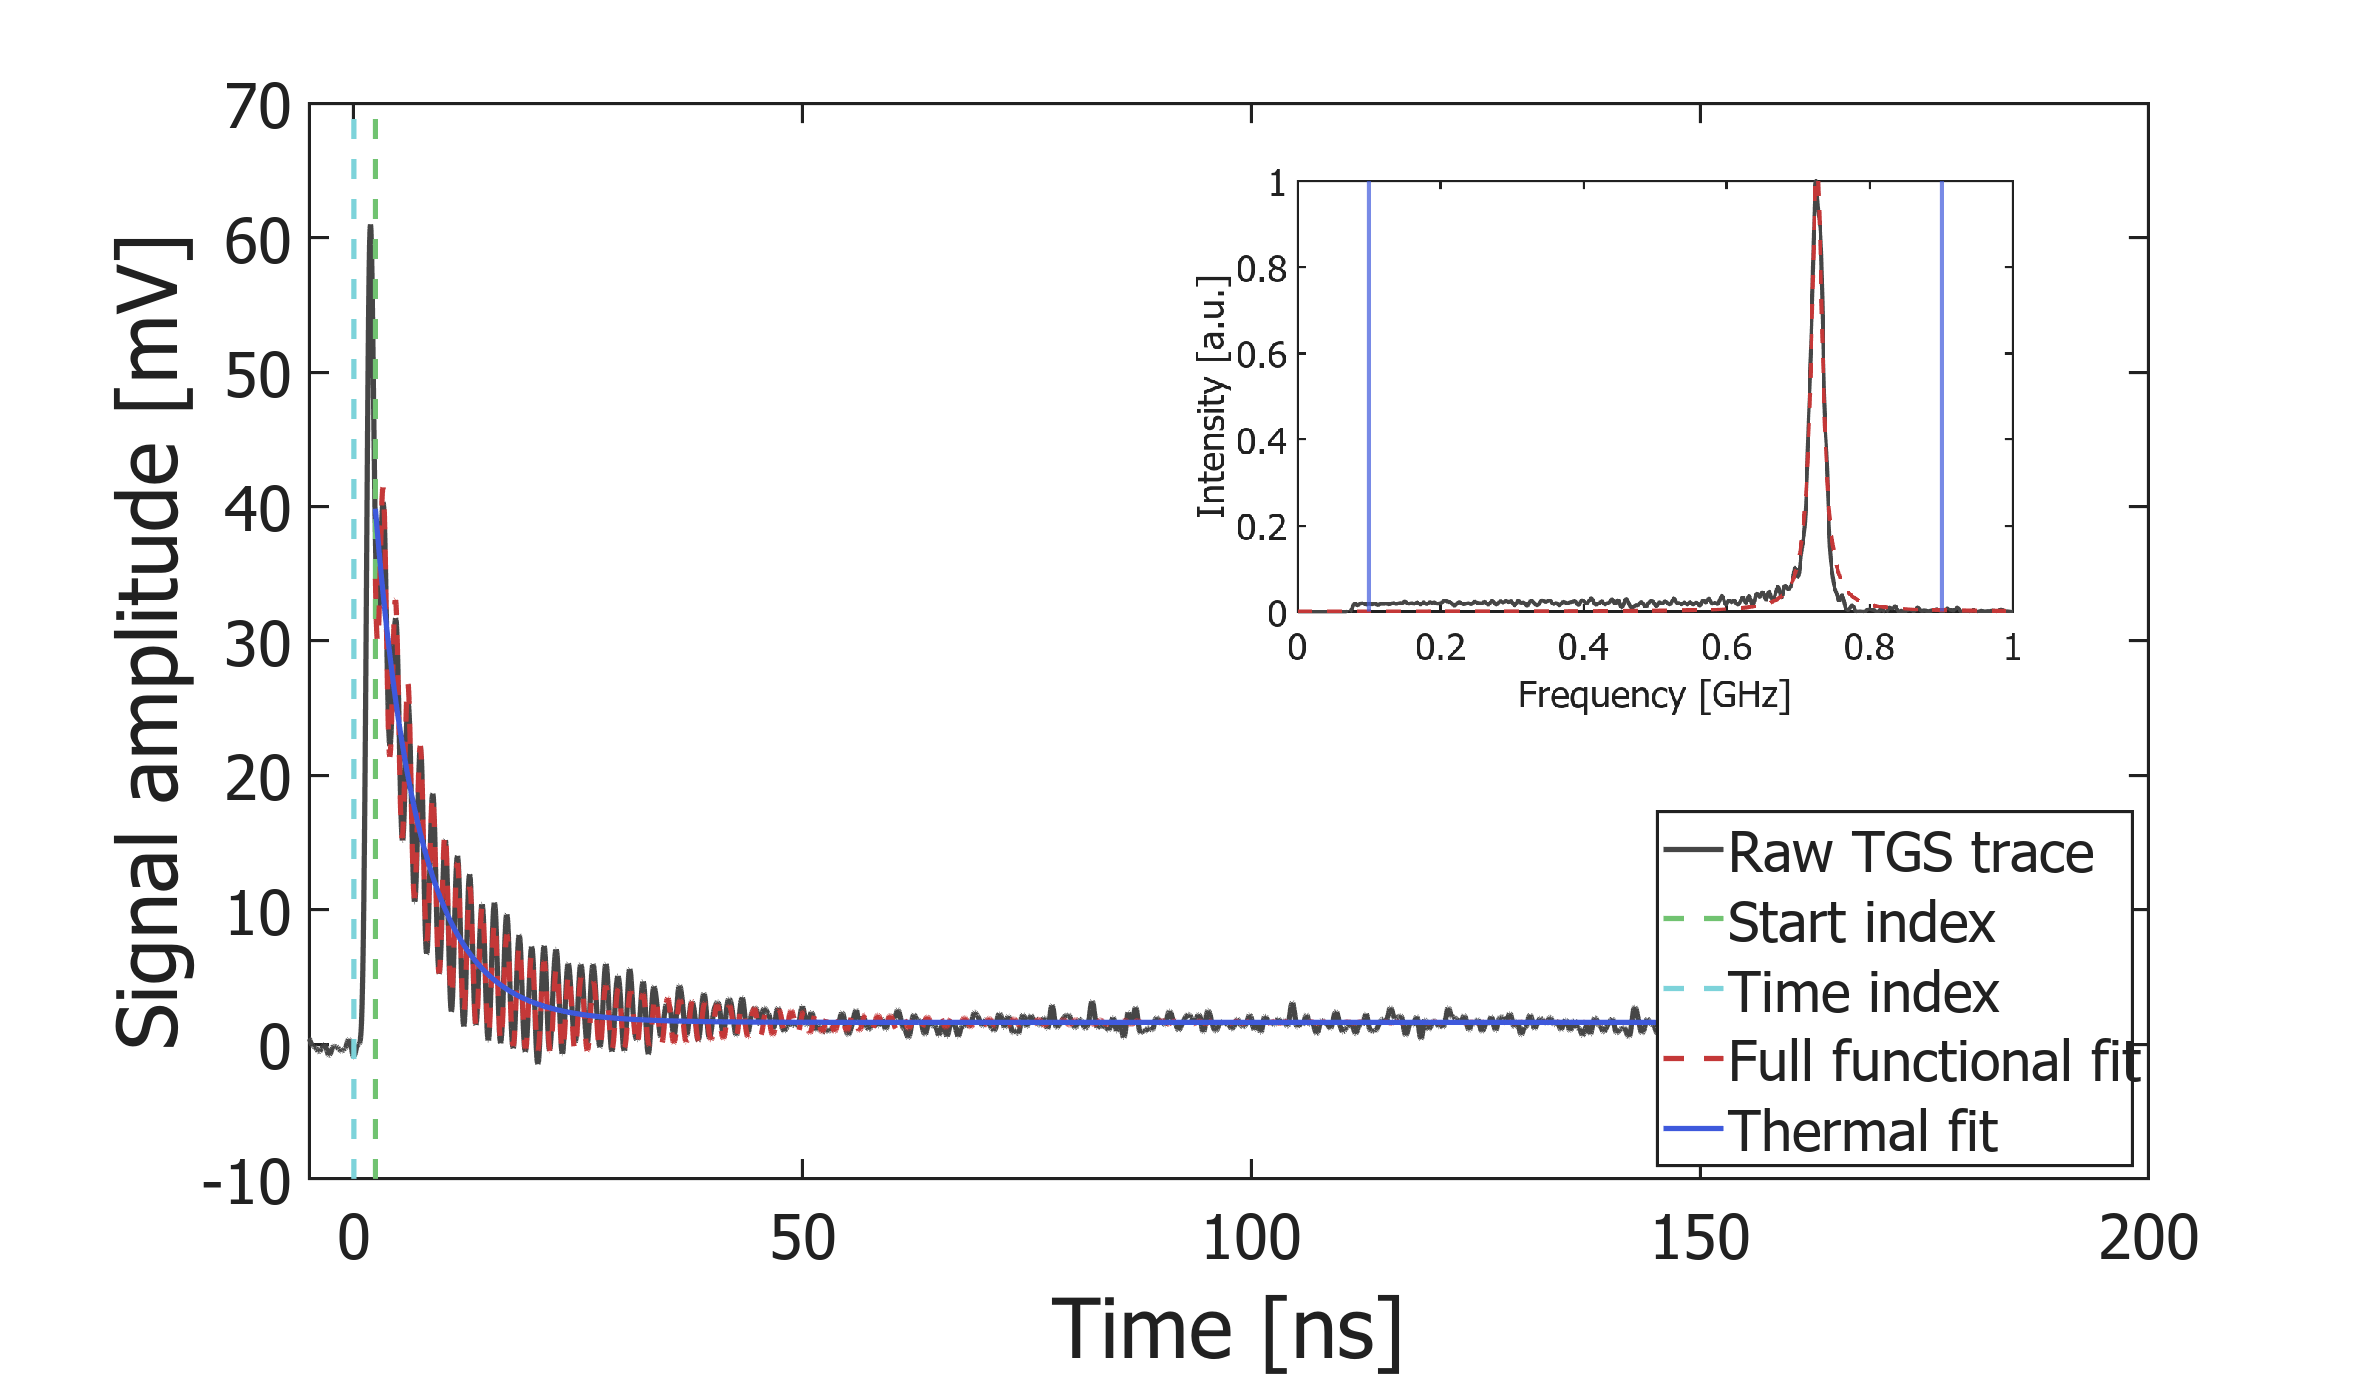 Signal amplitude [mV]
70
60
50
40
30
20
10
0
-10
0 50 100 150 200
Time [ns]
Intensity [a.u.]
1
0.8
0.6
0.4
0.2
0
0 0.2 0.4 0.6 0.8 1
Frequency [GHz]
Raw TGS trace
Start index
Time index
Full functional fit
Thermal fit